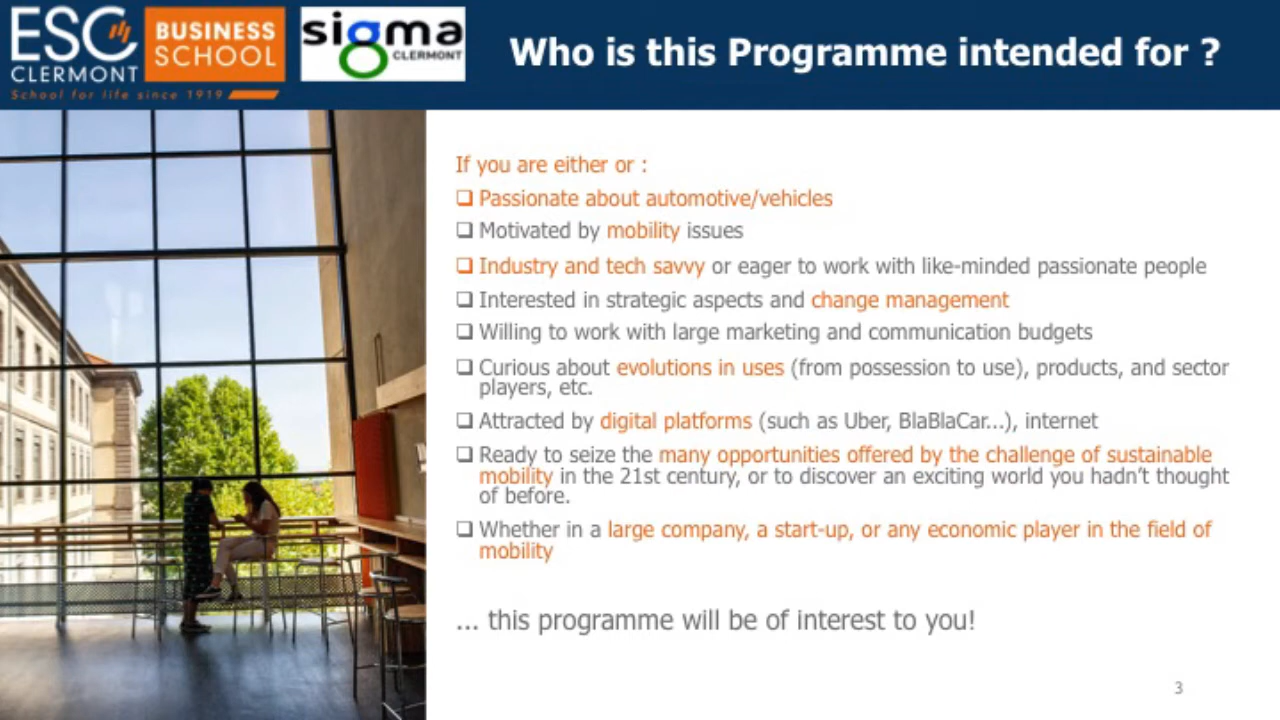 ESC
CLERMONT
BUSINESS
SCHOOL
School for life since 1919
sigma
CLERMONT
Who is this Programme intended for ?
If you are either or :
❑ Passionate about automotive/vehicles
❑ Motivated by mobility issues
❑ Industry and tech savvy or eager to work with like-minded passionate people
❑ Interested in strategic aspects and change management
❑ Willing to work with large marketing and communication budgets
❑ Curious about evolutions in uses (from possession to use), products, and sector
players, etc.
❑ Attracted by digital platforms (such as Uber, BlaBlaCar...), internet
❑ Ready to seize the many opportunities offered by the challenge of sustainable
mobility in the 21st century, or to discover an exciting world you hadn't thought
of before.
❑ Whether in a large company, a start-up, or any economic player in the field of
mobility
... this programme will be of interest to you!
3